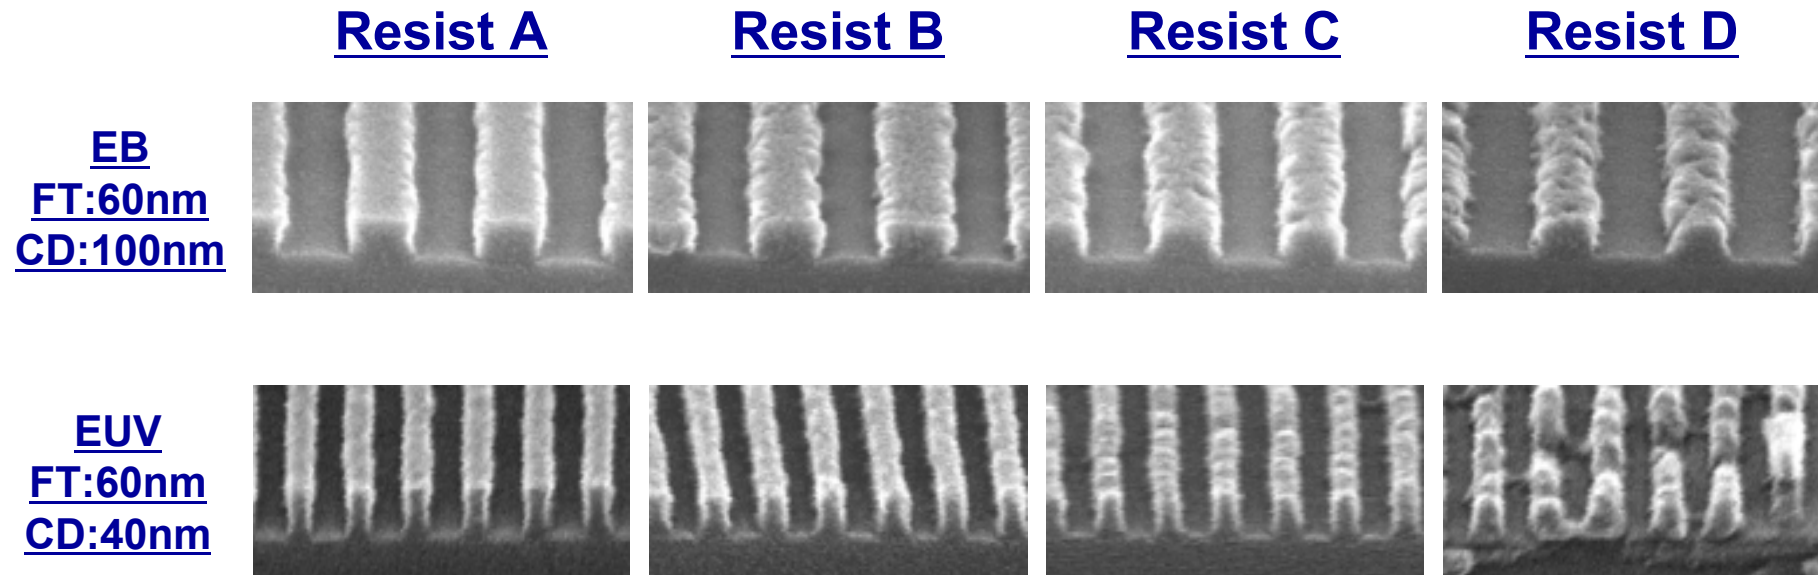 Resist A
Resist B
Resist C
Resist D
EB
FT:60nm
CD:100nm
EUV
FT:60nm
CD:40nm